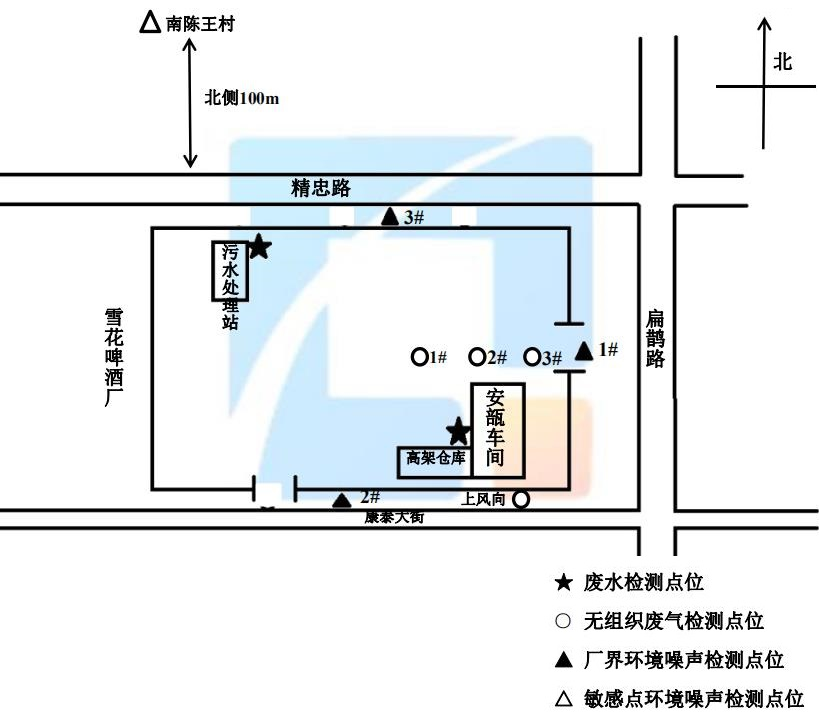 南陈王村
北
北侧100m
精忠路
3#
污水处理站
雪花啤酒厂
扁鹊路
1#
2#
3#
1#
安瓿车间
高架仓库
2#
上风向
康泰大街
废水检测点位
无组织废气检测点位
厂界环境噪声检测点位
敏感点环境噪声检测点位